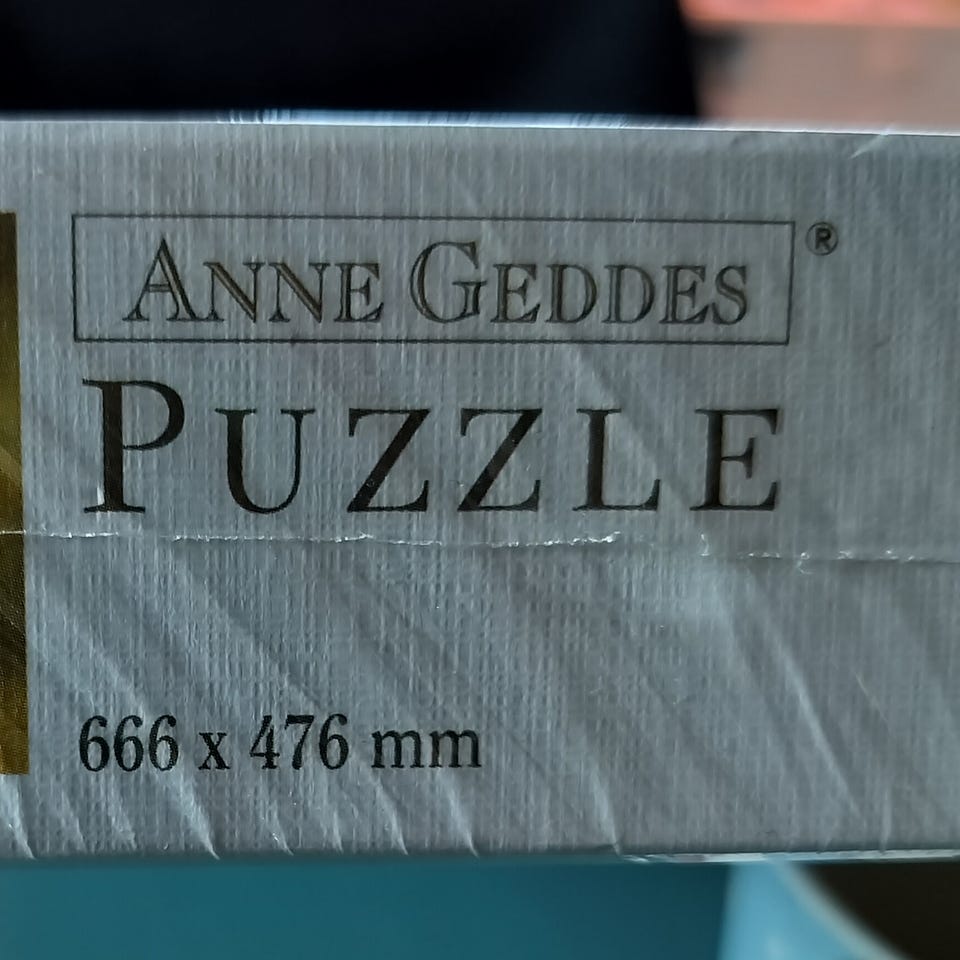 ANNE GEDDES®
PUZZLE
666 x 476 mm